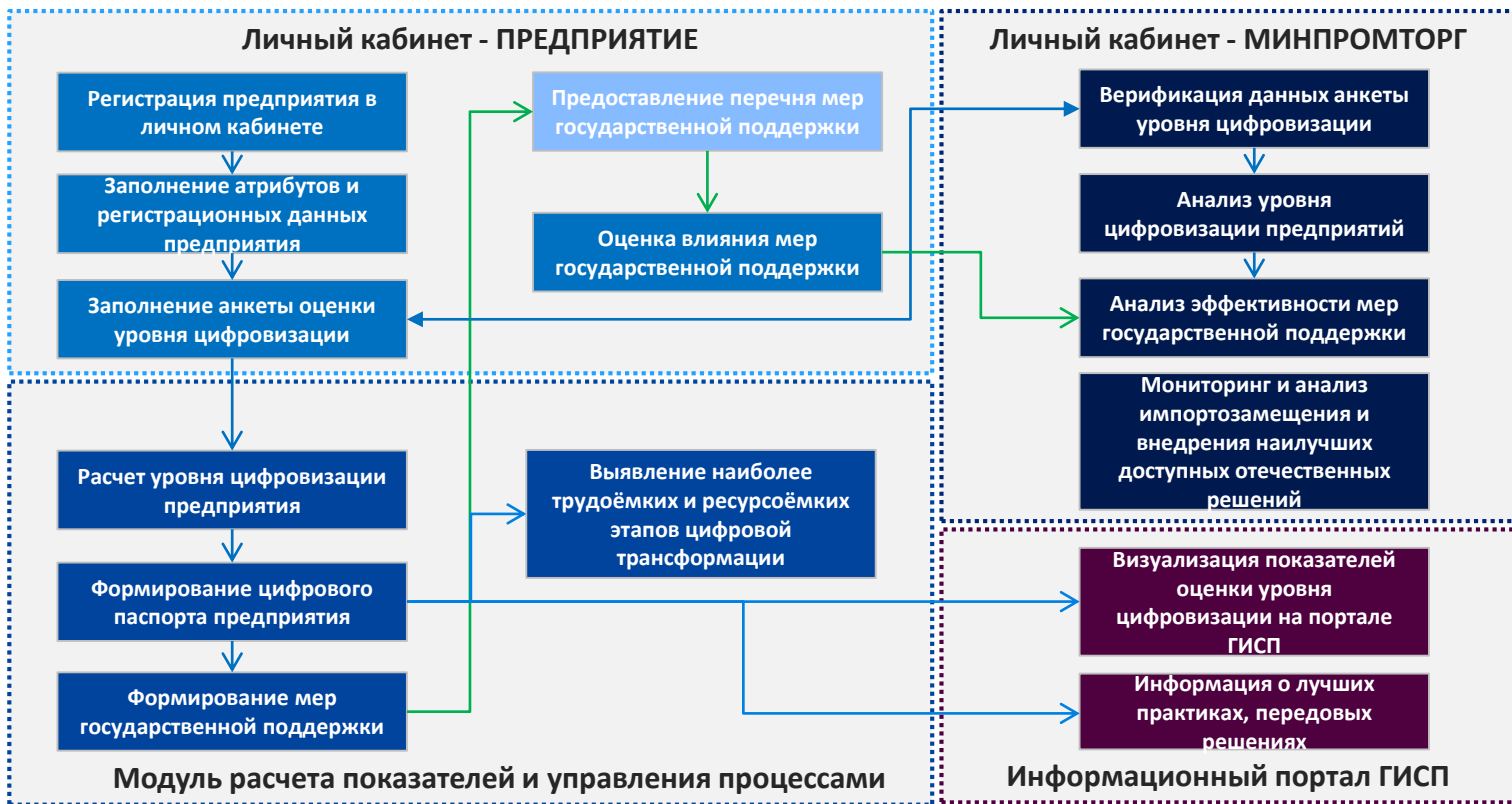 Личный кабинет - ПРЕДПРИЯТИЕ
Регистрация предприятия в
личном кабинете
Заполнение атрибутов и
регистрационных данных
предприятия
Заполнение анкеты оценки
уровня цифровизации
Предоставление перечня мер
государственной поддержки
Оценка влияния мер
государственной поддержки
Личный кабинет - МИНПРОМТОРГ
Верификация данных анкеты
уровня цифровизации
Анализ уровня
цифровизации предприятий
Анализ эффективности мер
государственной поддержки
Мониторинг и анализ
импортозамещения и
внедрения наилучших
доступных отечественных
решений
Расчет уровня цифровизации
предприятия
Формирование цифрового
паспорта предприятия
Формирование мер
государственной поддержки
Выявление наиболее
трудоёмких и ресурсоёмких
этапов цифровой
трансформации
Модуль расчета показателей и управления процессами
Визуализация показателей
оценки уровня
цифровизации на портале
ГИСП
Информация о лучших
практиках, передовых
решениях
Информационный портал ГИСП